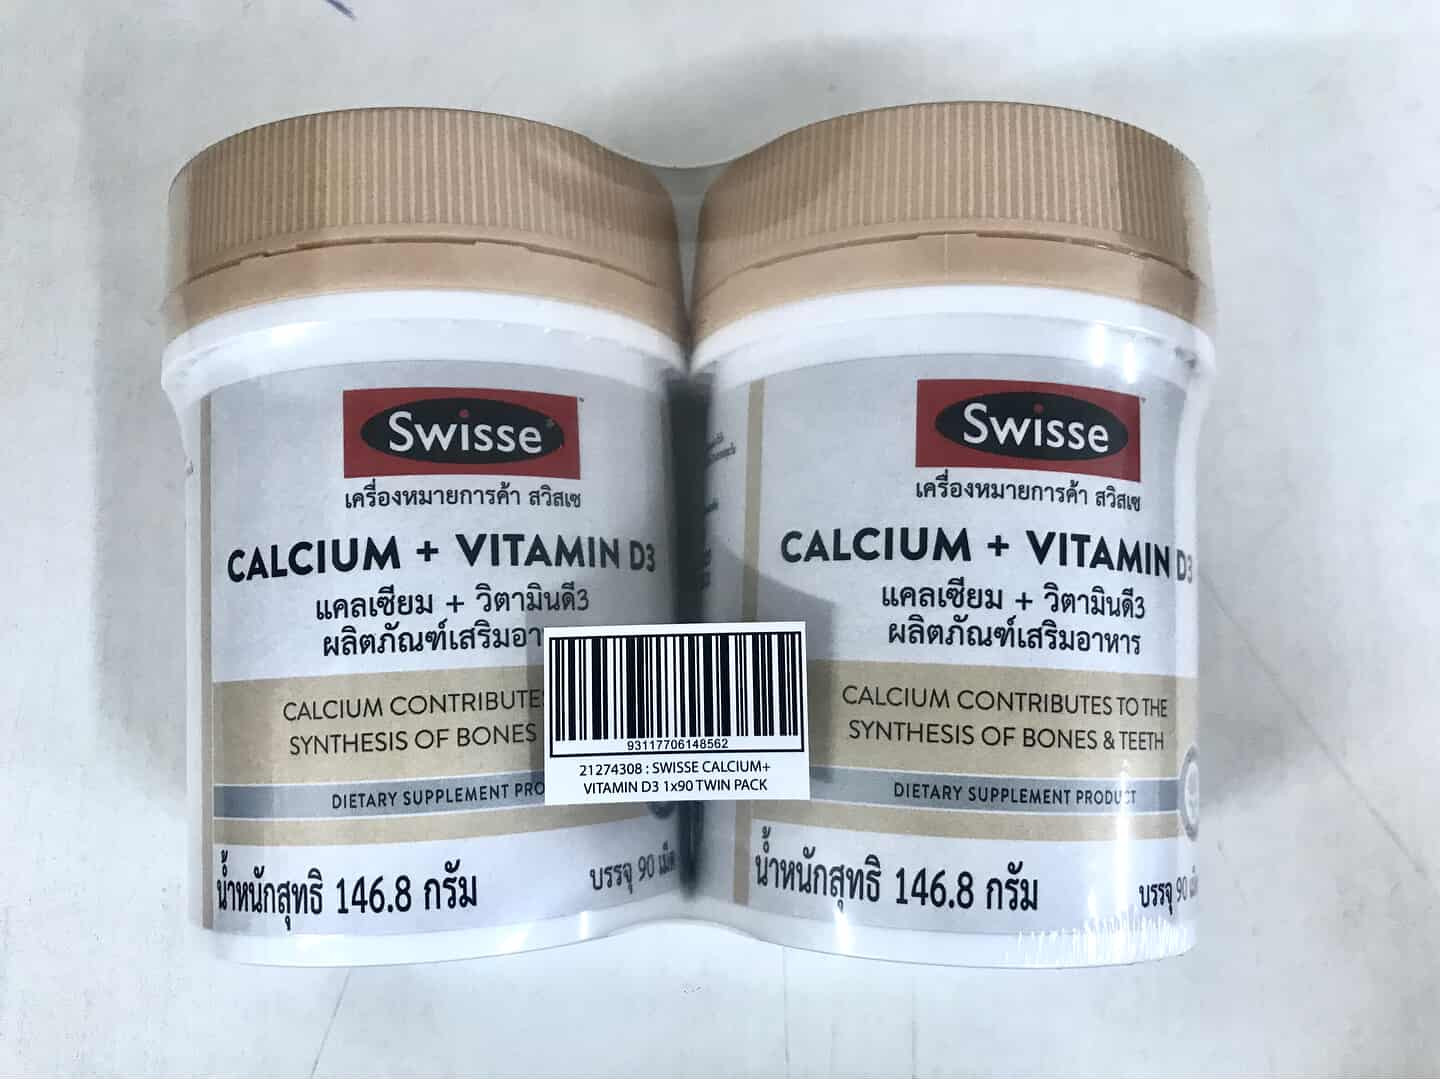 Swisse
เครื่องหมายการค้า สวิสเซ
CALCIUM + VITAMIN D3
แคลเซียม + วิตามินดี3
ผลิตภัณฑ์เสริมอา
CALCIUM CONTRIBUTES
SYNTHESIS OF BONES
DIETARY SUPPLEMENT PRO
น้ำหนักสุทธิ 146.8 กรัม
บรรจุ 90 เม็ด
Swisse
เครื่องหมายการค้า สวิสเซ
CALCIUM + VITAMIN D3
แคลเซียม + วิตามินดี3
ผลิตภัณฑ์เสริมอาหาร
CALCIUM CONTRIBUTES TO THE
SYNTHESIS OF BONES & TEETH
DIETARY SUPPLEMENT PRODUCT
น้ำหนักสุทธิ 146.8 กรัม
บรรจุ 90 เม็ด
93117706148562
21274308 : SWISSE CALCIUM+
VITAMIN D3 1x90 TWIN PACK